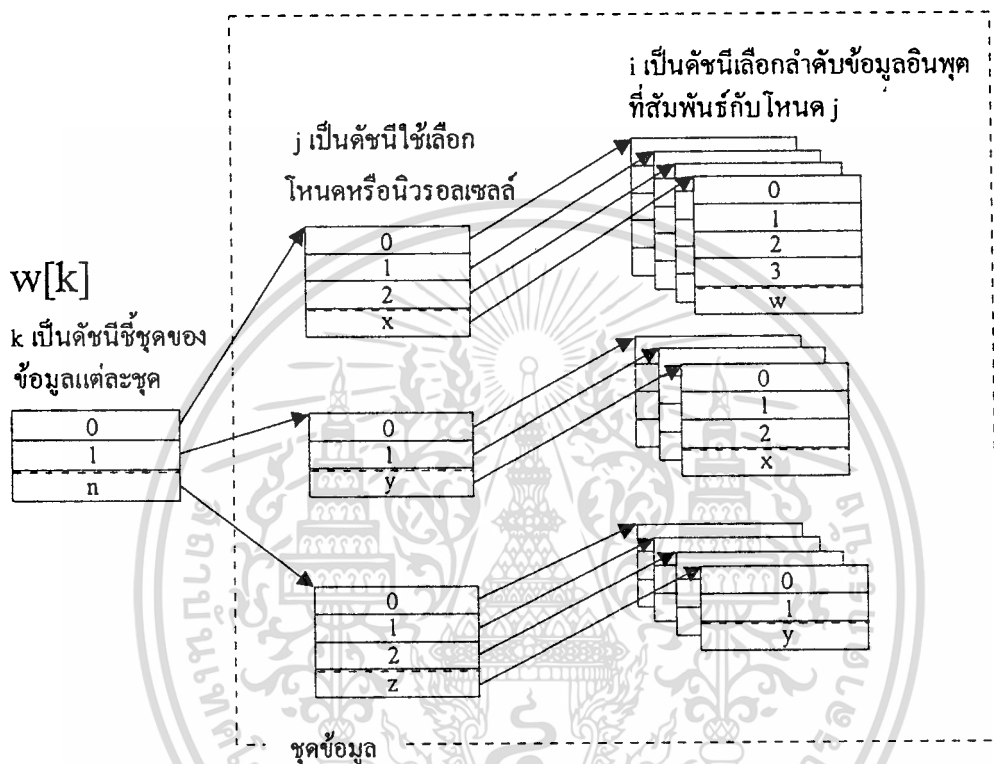 i เป็นดัชนีเลือกลำดับข้อมูลอินพุต
ที่สัมพันธ์กับโหนด j
j เป็นดัชนีใช้เลือก
โหนดหรือนิวรอลเซลล์
0
1
2
x
0
1
2
3
w
w[k]
k เป็นดัชนีชี้ชุดของ
ข้อมูลแต่ละชุด
0
1
n
0
1
y
0
1
2
x
0
1
2
z
0
1
y
ชุดข้อมูล